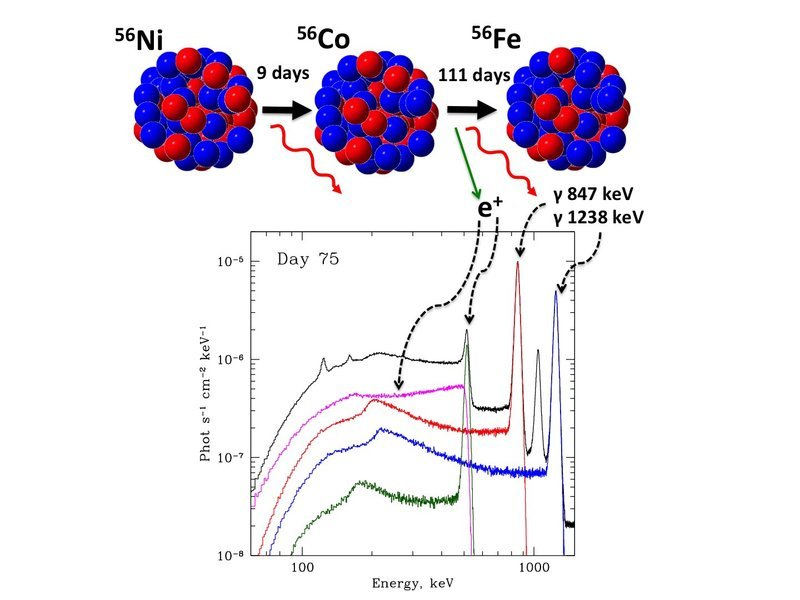 ⁵⁶Ni
⁵⁶Co
⁵⁶Fe
9 days
111 days
e⁺
γ 847 keV
γ 1238 keV
Day 75
10⁻⁵
10⁻⁶
10⁻⁷
10⁻⁸
Phot s⁻¹ cm⁻² keV⁻¹
100
1000
Energy, keV